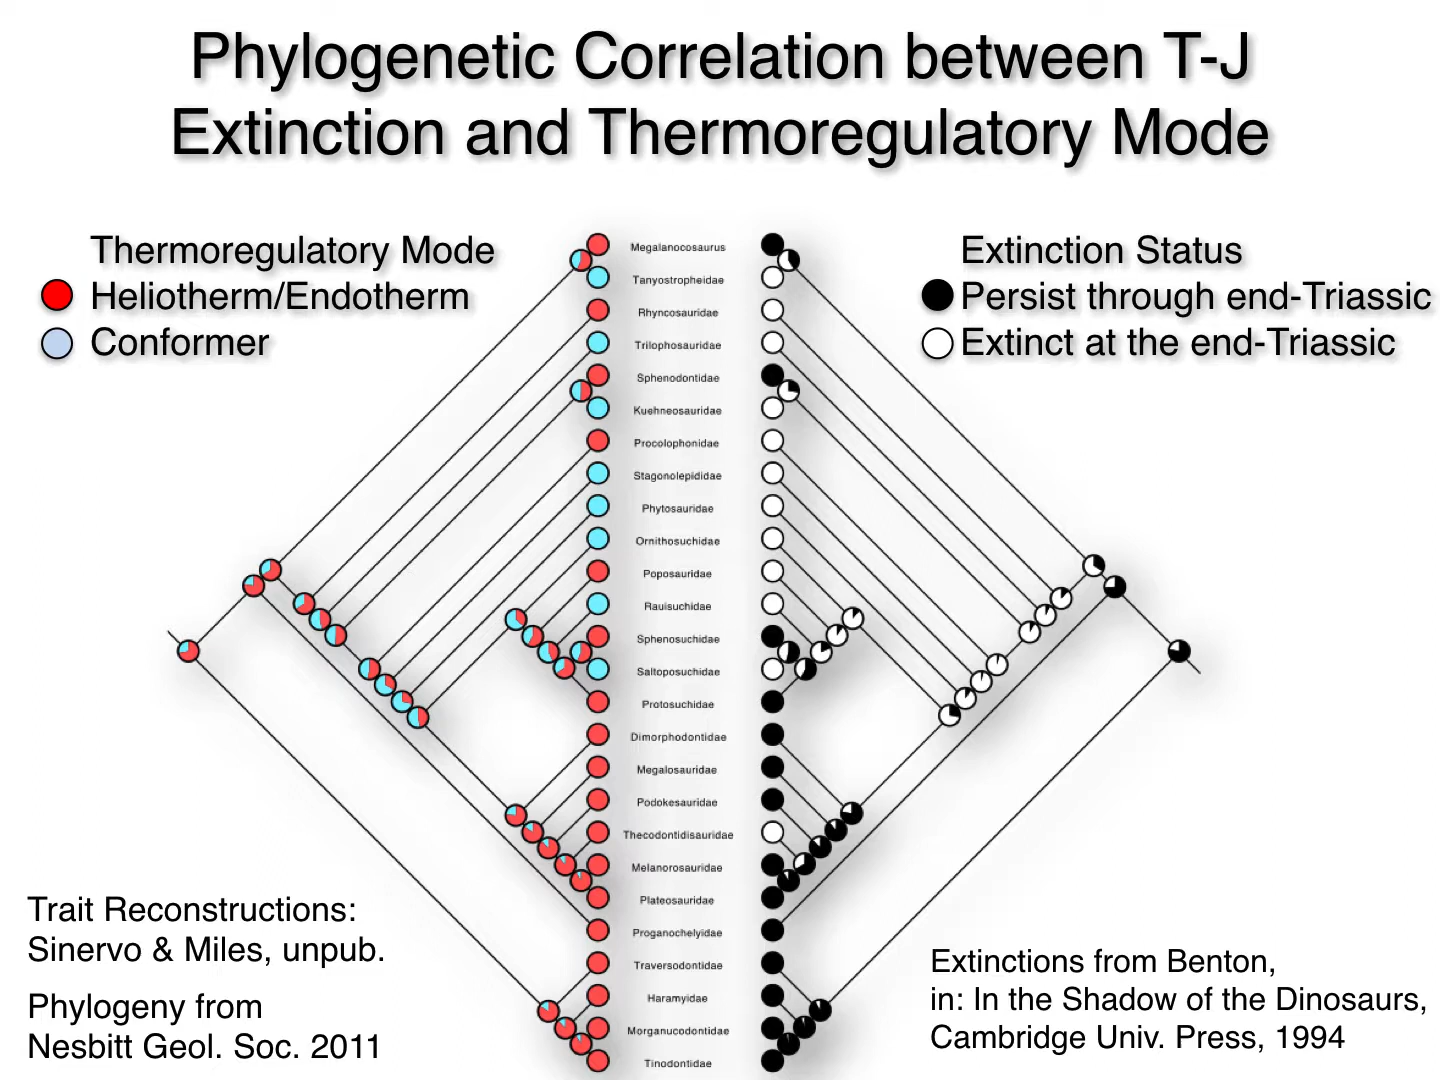 Phylogenetic Correlation between T-J
Extinction and Thermoregulatory Mode
Thermoregulatory Mode
Heliotherm/Endotherm
Conformer
Extinction Status
Persist through end-Triassic
Extinct at the end-Triassic
Megalanocosaurus
Tanyostropheidae
Rhyncosauridae
Trilophosauridae
Sphenodontidae
Kuehneosauridae
Procolophonidae
Stagonolepididae
Phytosauridae
Ornithosuchidae
Poposauridae
Rauisuchidae
Sphenosuchidae
Saltoposuchidae
Protosuchidae
Dimorphodontidae
Megalosauridae
Podokesauridae
Thecodontidisauridae
Melanorosauridae
Plateosauridae
Proganochelyidae
Traversodontidae
Haramyidae
Morganucodontidae
Tinodontidae
Trait Reconstructions:
Sinervo & Miles, unpub.
Phylogeny from
Nesbitt Geol. Soc. 2011
Extinctions from Benton,
in: In the Shadow of the Dinosaurs,
Cambridge Univ. Press, 1994